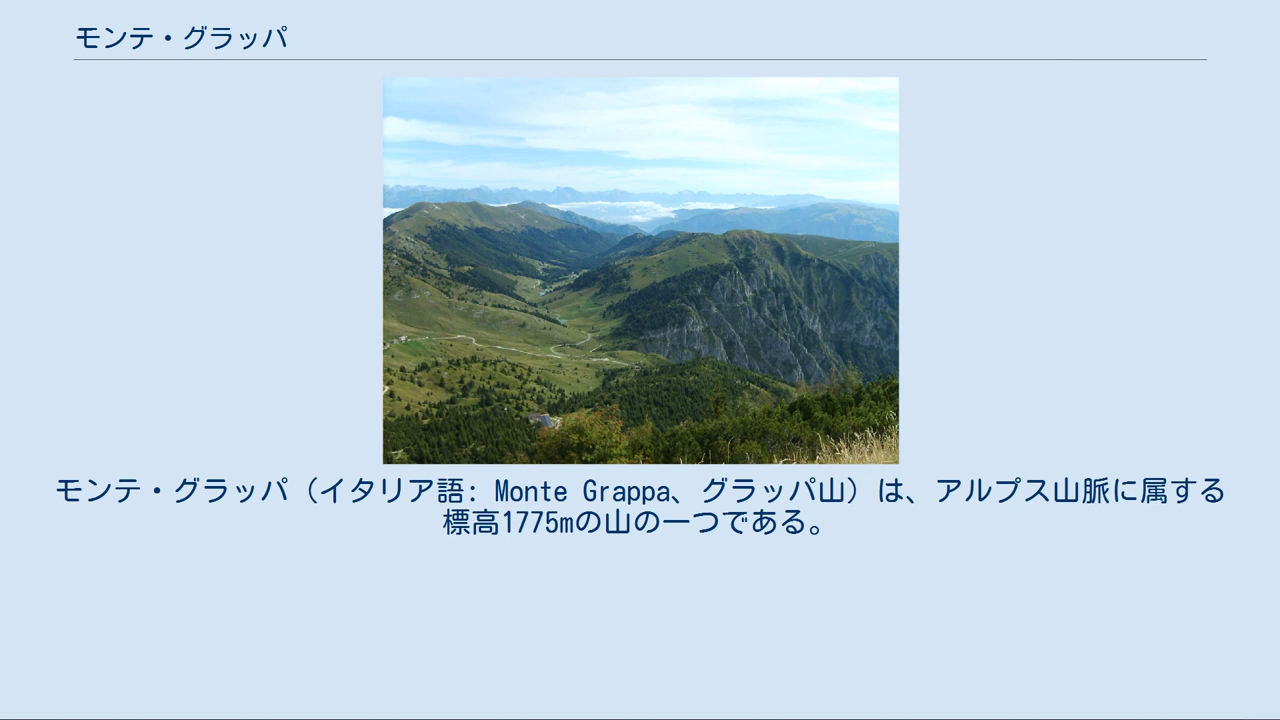 モンテ・グラッパ
モンテ・グラッパ（イタリア語: Monte Grappa、グラッパ山）は、アルプス山脈に属する
標高1775mの山の一つである。